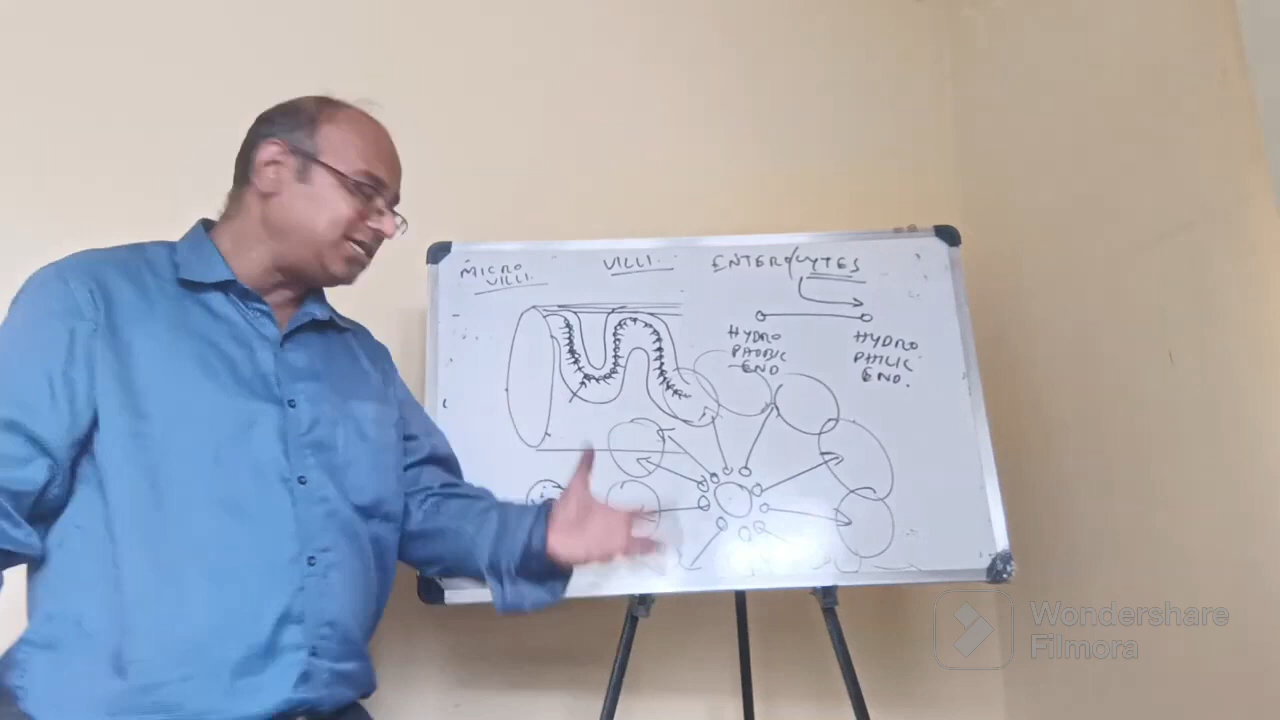 MICRO
VILLI.
VILLI.
ENTEROCYTES
HYDRO
PHOBIC
END
HYDRO
PHILIC
END.
Wondershare
Filmora